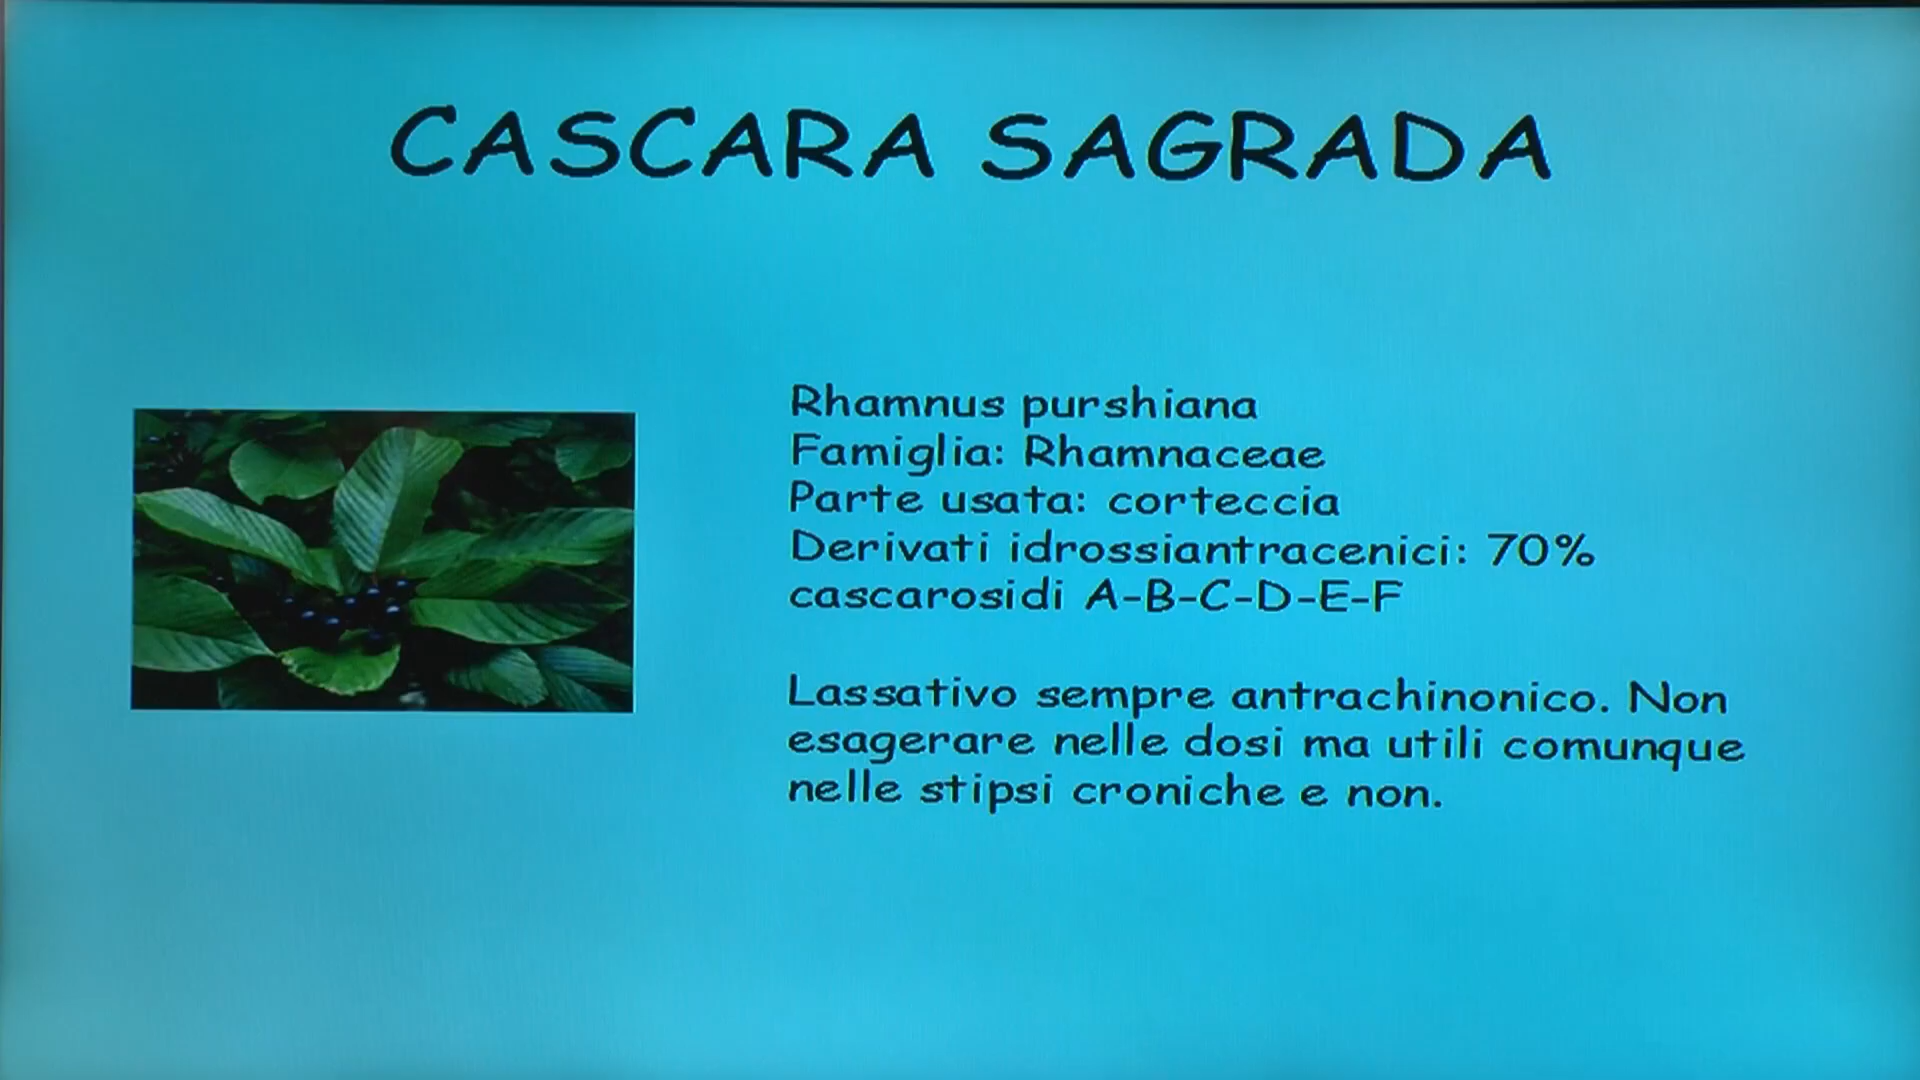 CASCARA SAGRADA
Rhamnus purshiana
Famiglia: Rhamnaceae
Parte usata: corteccia
Derivati idrossiantracenici: 70%
cascarosidi A-B-C-D-E-F
Lassativo sempre antrachinonico. Non
esagerare nelle dosi ma utili comunque
nelle stipsi croniche e non.